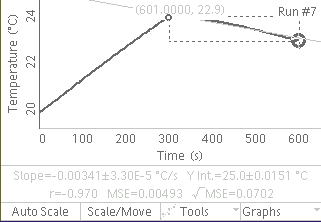 (601.0000, 22.9)
Run #7
Temperature (°C)
24
22
20
0 100 200 300 400 500 600
Time (s)
Slope=-0.00341±3.30E-5 °C/s Y Int.=25.0±0.0151 °C
r=-0.970 MSE=0.00493 √MSE=0.0702
Auto Scale Scale/Move Tools Graphs